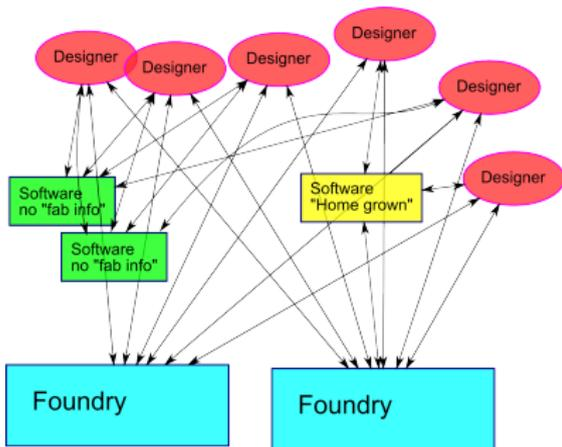 Designer
Designer
Designer
Designer
Designer
Designer
Software
no "fab info"
Software
"Home grown"
Software
no "fab info"
Foundry
Foundry